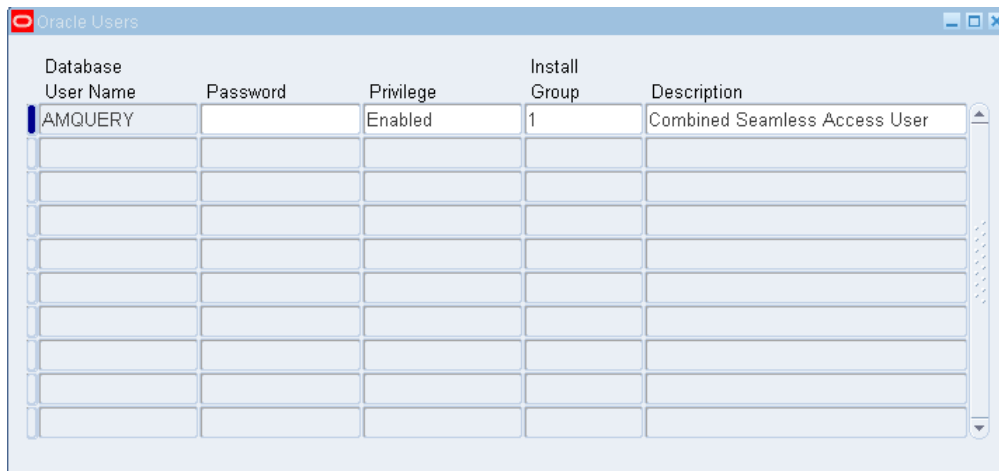 Oracle Users
Database Install
User Name Password Privilege Group Description
AMQUERY Enabled 1 Combined Seamless Access User